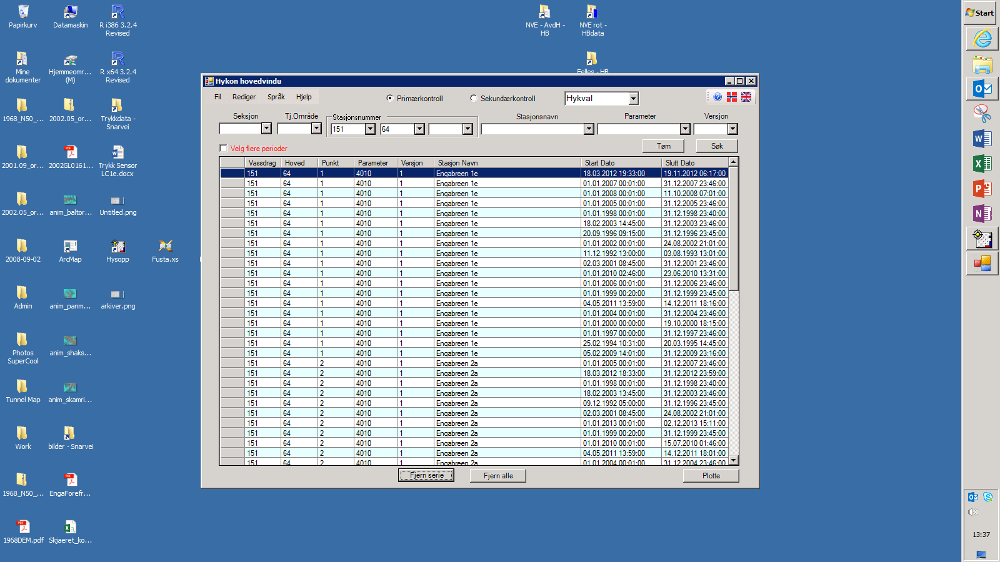 Papirkurv
Datamaskin
R i386 3.2.4
Revised
NVE - AvdH -
HB
NVE rot -
HBdata
Start
Mine
dokumenter
Hjemmeomr...
(M)
R x64 3.2.4
Revised
Felles - HB
1968_N50_...
2002.05_or...
Trykkdata -
Snarvei
2001.09_or...
2002GL0161...
Trykk Sensor
LC1e.docx
2002.05_or...
anim_baltor...
Untitled.png
2008-09-02
ArcMap
Hysopp
Fusta.xs
Admin
anim_panm...
arkiver.png
Photos
SuperCool
anim_shaks...
Tunnel Map
anim_skamri...
Work
bilder - Snarvei
1968_N50_...
EngaForefr...
1968DEM.pdf
Skjaeret_ko...
Hykon hovedvindu
Fil Rediger Språk Hjelp
Primærkontroll Sekundærkontroll Hykval
Seksjon Tj.Område Stasjonsnummer Stasjonsnavn Parameter Versjon
151 64
Velg flere perioder
Tøm Søk
Vassdrag Hoved Punkt Parameter Versjon Stasjon Navn Start Dato Slutt Dato
151 64 1 4010 1 Engabreen 1e 18.03.2012 19:33:00 19.11.2012 06:17:00
151 64 1 4010 1 Engabreen 1e 01.01.2007 00:01:00 31.12.2007 23:46:00
151 64 1 4010 1 Engabreen 1e 01.01.2008 00:01:00 11.10.2008 07:01:00
151 64 1 4010 1 Engabreen 1e 01.01.2005 00:01:00 31.12.2005 23:46:00
151 64 1 4010 1 Engabreen 1e 01.01.1998 00:01:00 31.12.1998 23:40:00
151 64 1 4010 1 Engabreen 1e 18.02.2003 14:45:00 31.12.2003 23:46:00
151 64 1 4010 1 Engabreen 1e 20.09.1996 09:15:00 31.12.1996 23:45:00
151 64 1 4010 1 Engabreen 1e 01.01.2002 00:01:00 24.08.2002 21:01:00
151 64 1 4010 1 Engabreen 1e 11.12.1992 13:00:00 03.08.1993 13:01:00
151 64 1 4010 1 Engabreen 1e 02.03.2001 08:45:00 31.12.2001 23:46:00
151 64 1 4010 1 Engabreen 1e 01.01.2010 02:46:00 23.06.2010 13:31:00
151 64 1 4010 1 Engabreen 1e 01.01.2006 00:01:00 31.12.2006 23:46:00
151 64 1 4010 1 Engabreen 1e 01.01.1999 00:20:00 31.12.1999 23:45:00
151 64 1 4010 1 Engabreen 1e 04.05.2011 13:59:00 14.12.2011 18:16:00
151 64 1 4010 1 Engabreen 1e 01.01.2004 00:01:00 31.12.2004 23:46:00
151 64 1 4010 1 Engabreen 1e 01.01.2000 00:00:00 19.10.2000 18:15:00
151 64 1 4010 1 Engabreen 1e 01.01.1997 00:00:00 31.12.1997 23:46:00
151 64 1 4010 1 Engabreen 1e 25.02.1994 10:31:00 20.03.1995 14:45:00
151 64 1 4010 1 Engabreen 1e 05.02.2009 14:01:00 31.12.2009 23:16:00
151 64 2 4010 1 Engabreen 2a 01.01.2005 00:01:00 31.12.2007 23:46:00
151 64 2 4010 1 Engabreen 2a 18.03.2012 18:33:00 31.12.2012 23:59:00
151 64 2 4010 1 Engabreen 2a 01.01.1998 00:01:00 31.12.1998 23:40:00
151 64 2 4010 1 Engabreen 2a 18.02.2003 13:45:00 31.12.2003 23:46:00
151 64 2 4010 1 Engabreen 2a 09.12.1992 05:00:00 31.12.1996 23:45:00
151 64 2 4010 1 Engabreen 2a 02.03.2001 08:45:00 24.08.2002 21:01:00
151 64 2 4010 1 Engabreen 2a 01.01.2013 00:01:00 02.12.2013 15:11:00
151 64 2 4010 1 Engabreen 2a 01.01.1999 00:20:00 31.12.1999 23:45:00
151 64 2 4010 1 Engabreen 2a 01.01.2010 00:01:00 15.07.2010 01:46:00
151 64 2 4010 1 Engabreen 2a 04.05.2011 13:59:00 14.12.2011 18:01:00
151 64 2 4010 1 Engabreen 2a 01.01.2004 00:01:00 31.12.2004 23:46:00
Fjern serie Fjern alle Plotte
13:37